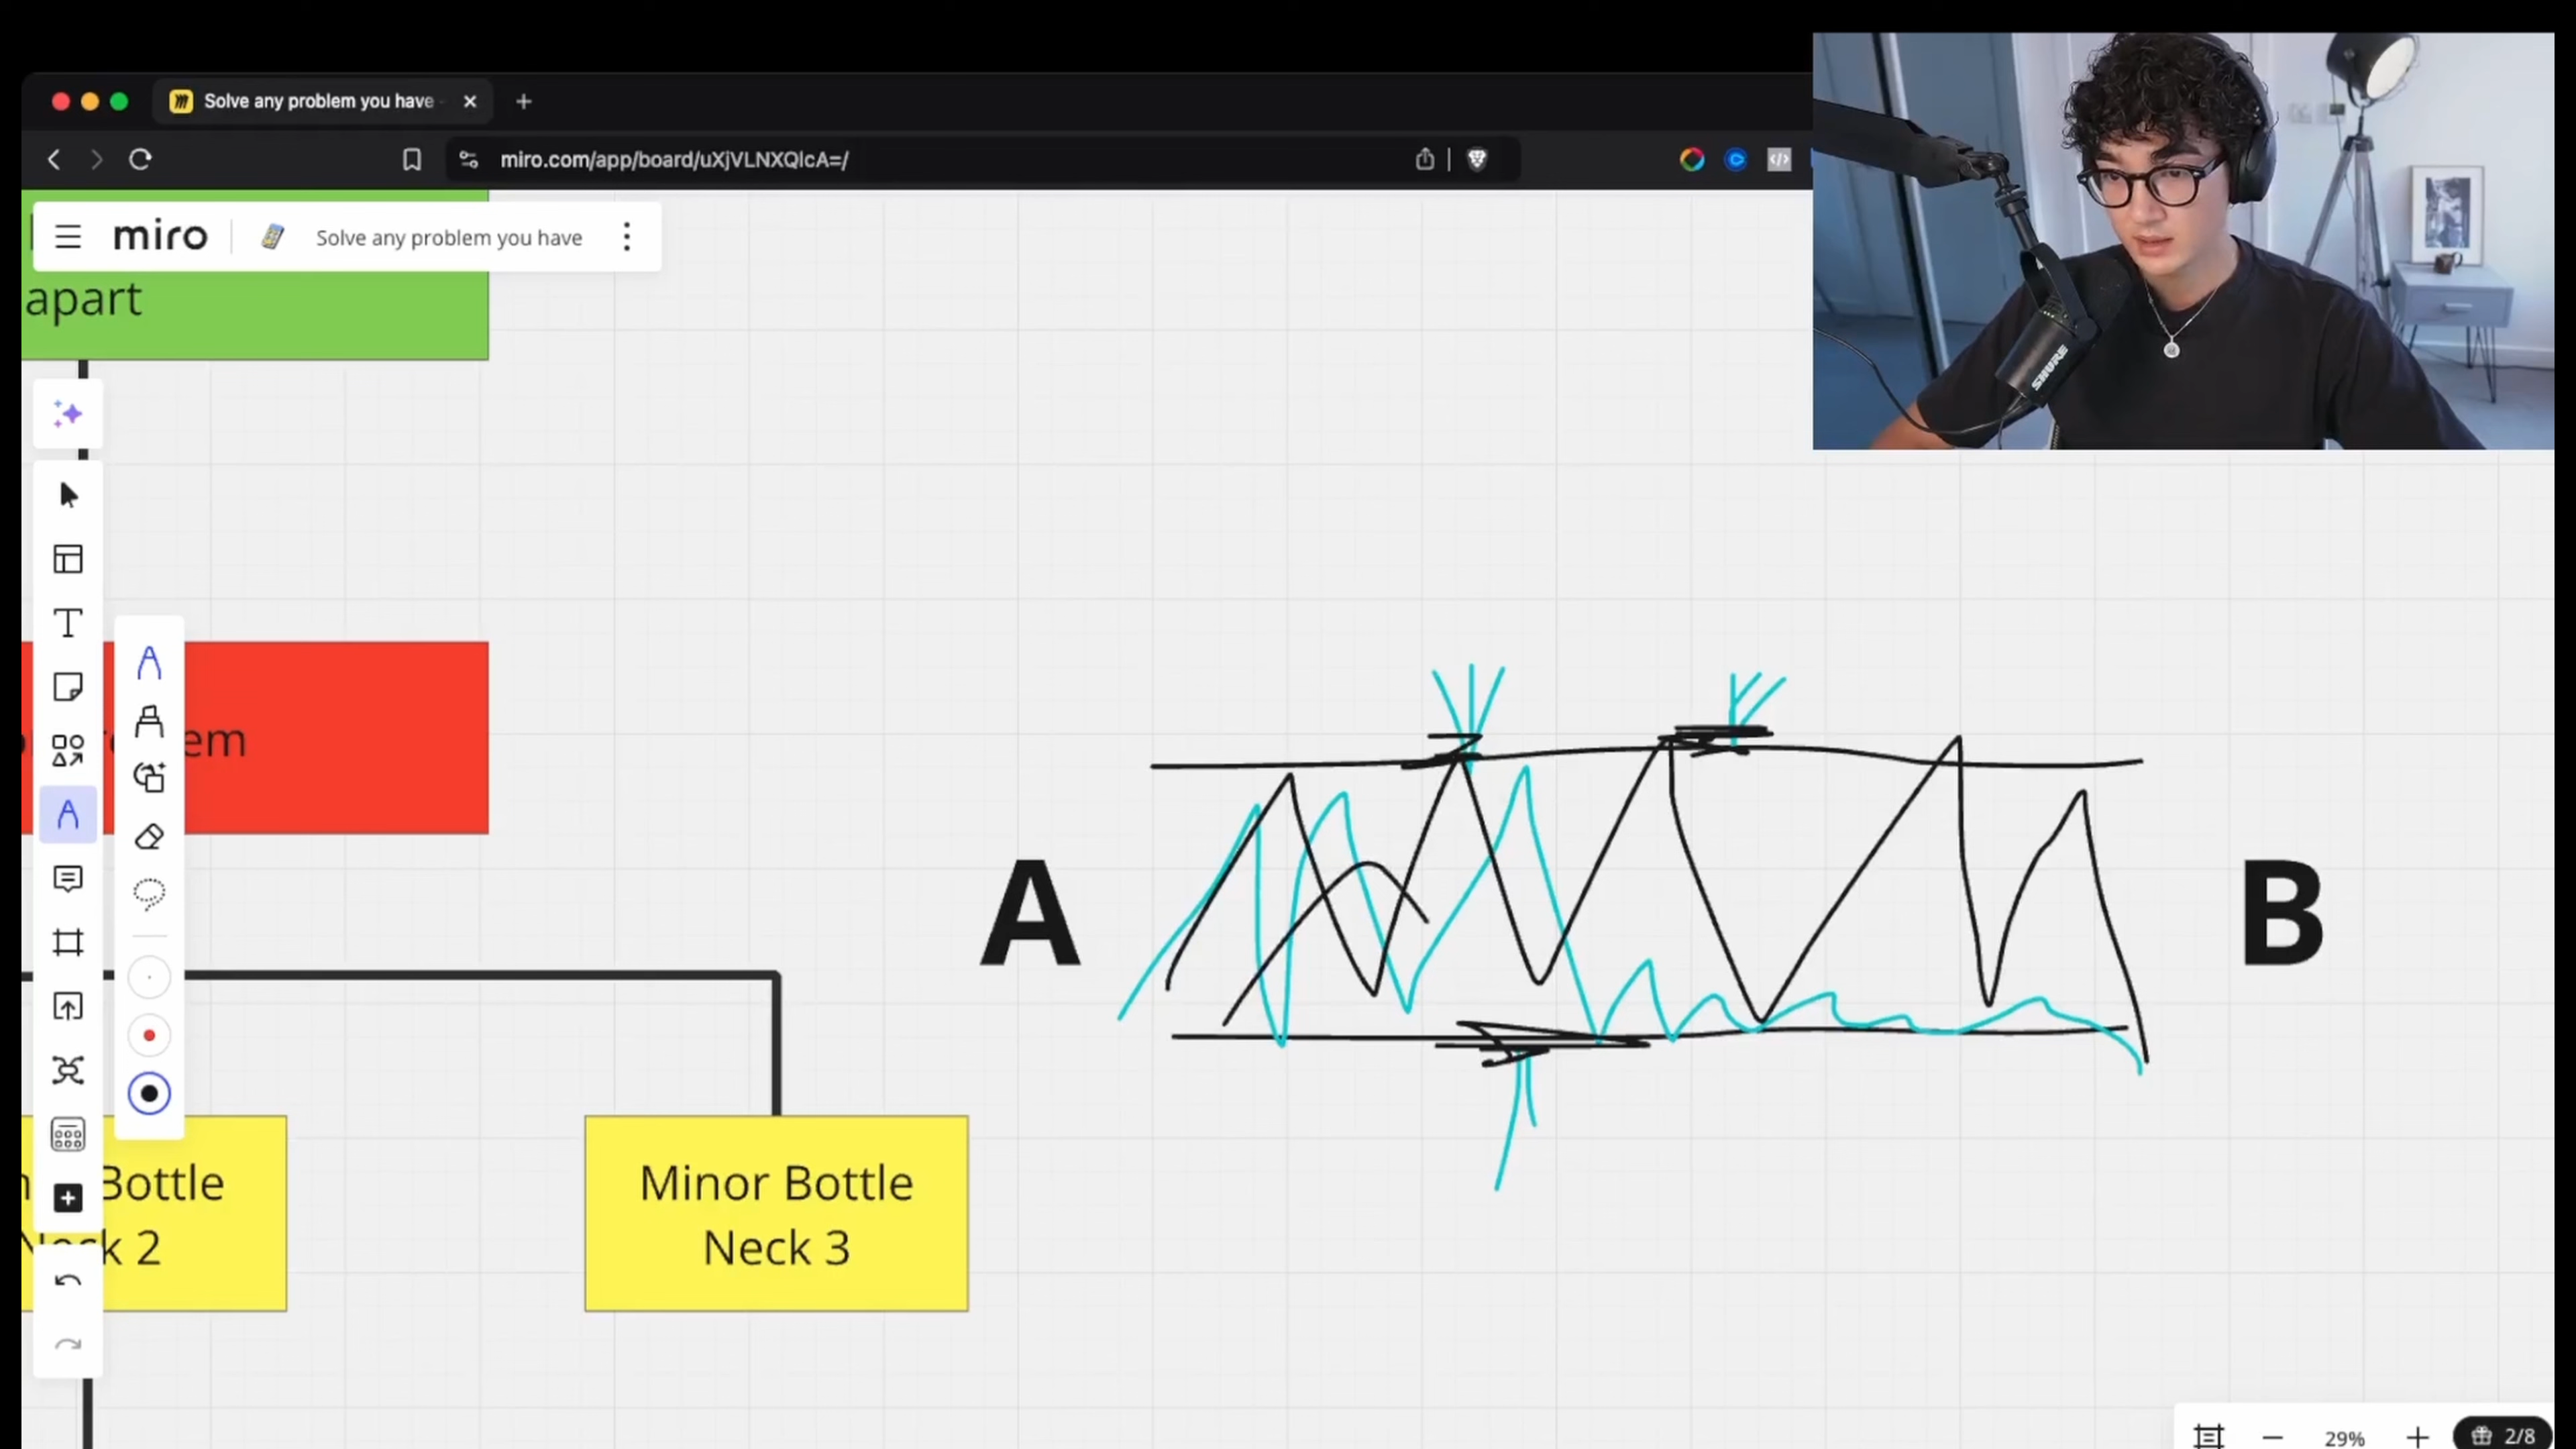 Solve any problem you have
miro.com/app/board/uXjVLNXQlcA=/
miro
Solve any problem you have
apart
em
A
B
Bottle
k 2
Minor Bottle
Neck 3
SHURE
29%
2/8